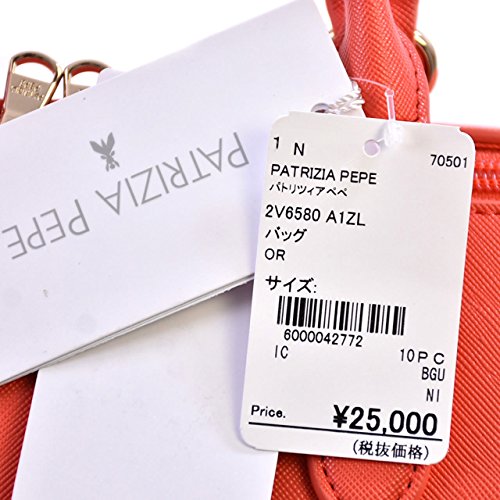 PATRIZIA PEPE
1 N
70501
PATRIZIA PEPE
パトリツィアペペ
2V6580 A1ZL
バッグ
OR
サイズ:
6000042772
IC
10PC
BGU
NI
Price.
¥25,000
(税抜価格)